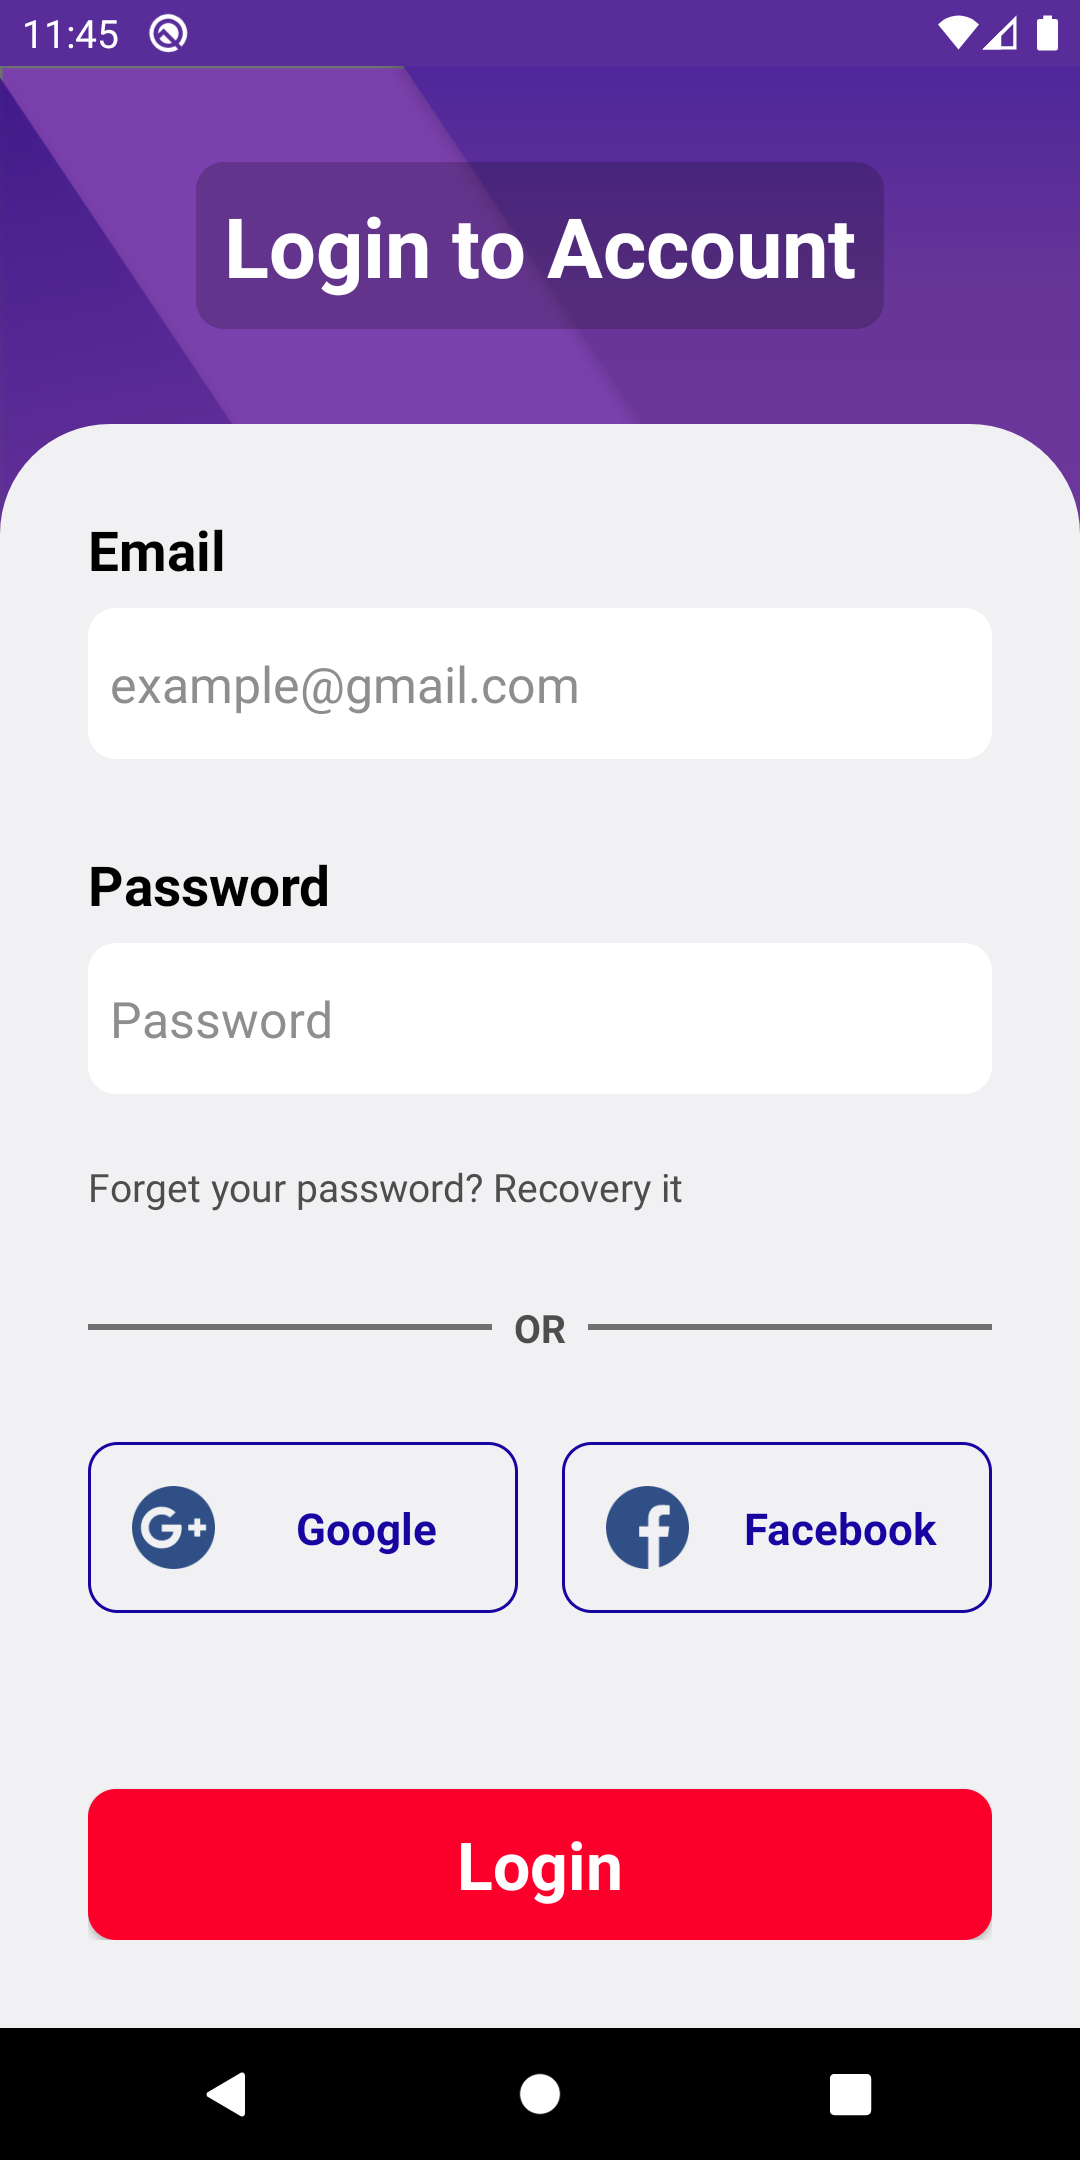 11:45
Login to Account
Email
example@gmail.com
Password
Password
Forget your password? Recovery it
OR
G+ Google
f Facebook
Login